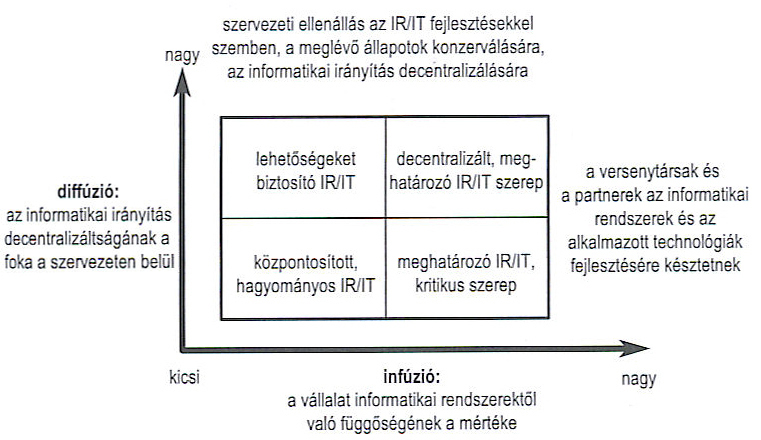 szervezeti ellenállás az IR/IT fejlesztésekkel
szemben, a meglévő állapotok konzerválására,
az informatikai irányítás decentralizálására
nagy
diffúzió:
az informatikai irányítás
decentralizáltságának a
foka a szervezeten belül
lehetőségeket
biztosító IR/IT
decentralizált, meg-
határozó IR/IT szerep
központosított,
hagyományos IR/IT
meghatározó IR/IT,
kritikus szerep
a versenytársak és
a partnerek az informatikai
rendszerek és az
alkalmazott technológiák
fejlesztésére késztetnek
kicsi
infúzió:
a vállalat informatikai rendszerektől
való függőségének a mértéke
nagy